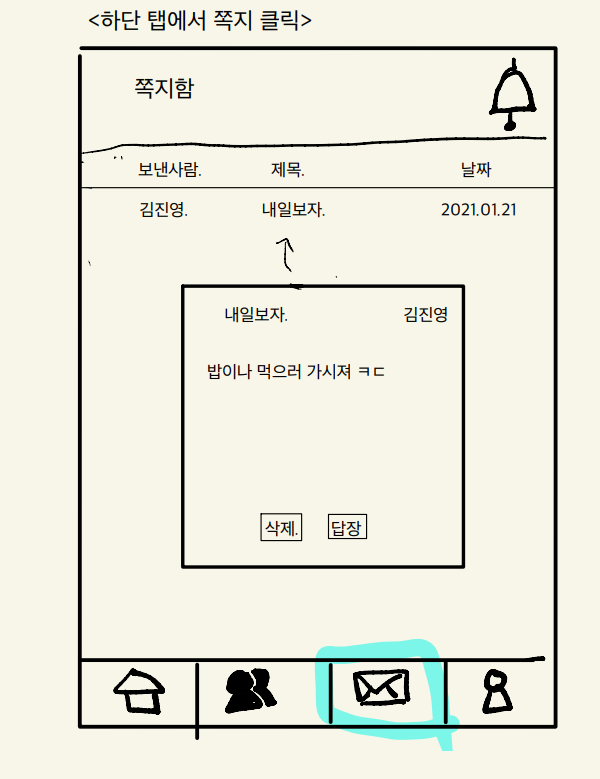 <하단 탭에서 쪽지 클릭>
쪽지함
보낸사람. 제목. 날짜
김진영. 내일보자. 2021.01.21
내일보자. 김진영
밥이나 먹으러 가시져 ㅋㄷ
삭제. 답장